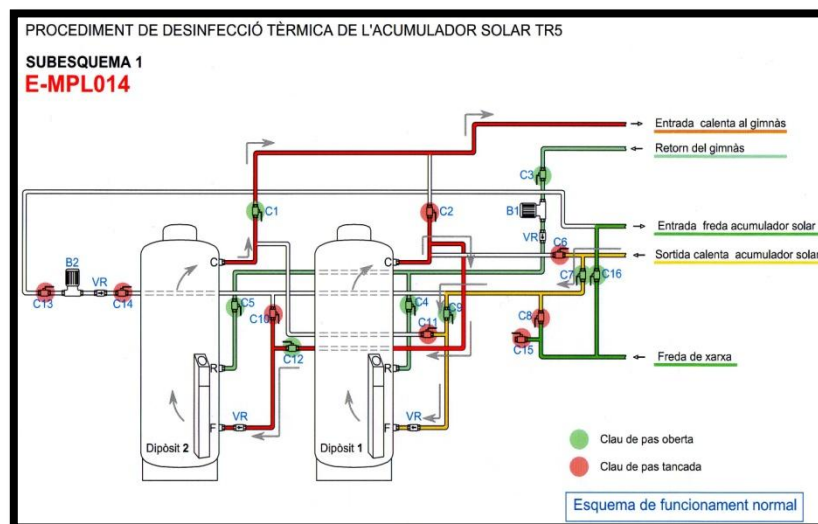 PROCEDIMENT DE DESINFECCIÓ TÈRMICA DE L'ACUMULADOR SOLAR TR5
SUBESQUEMA 1
E-MPL014
Entrada calenta al gimnàs
Retorn del gimnàs
C3
C1
C2
B1
Entrada freda acumulador solar
VR
C6
Sortida calenta acumulador solar
C
C
B2
VR
C7
C16
C13
C14
C5
C10
C4
C9
C8
C11
C15
C12
Freda de xarxa
R
R
VR
VR
F
F
Dipòsit 2
Dipòsit 1
Clau de pas oberta
Clau de pas tancada
Esquema de funcionament normal